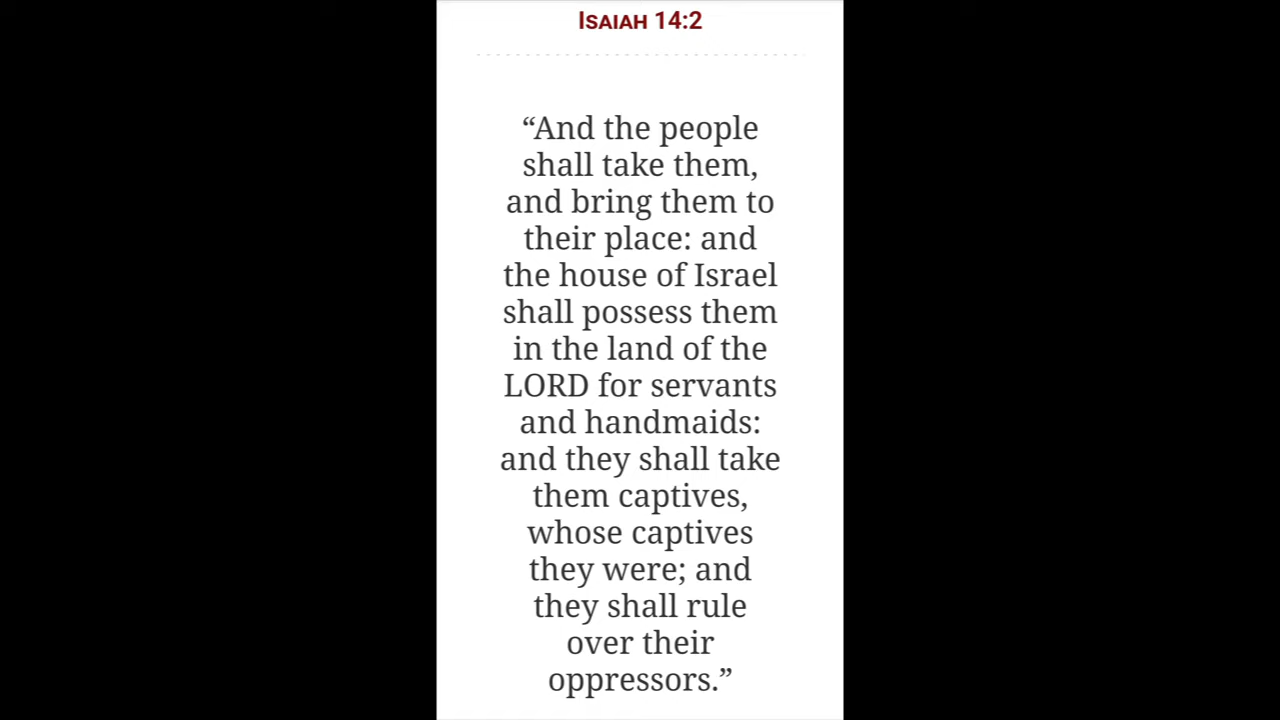 Isaiah 14:2
“And the people
shall take them,
and bring them to
their place: and
the house of Israel
shall possess them
in the land of the
LORD for servants
and handmaids:
and they shall take
them captives,
whose captives
they were; and
they shall rule
over their
oppressors.”